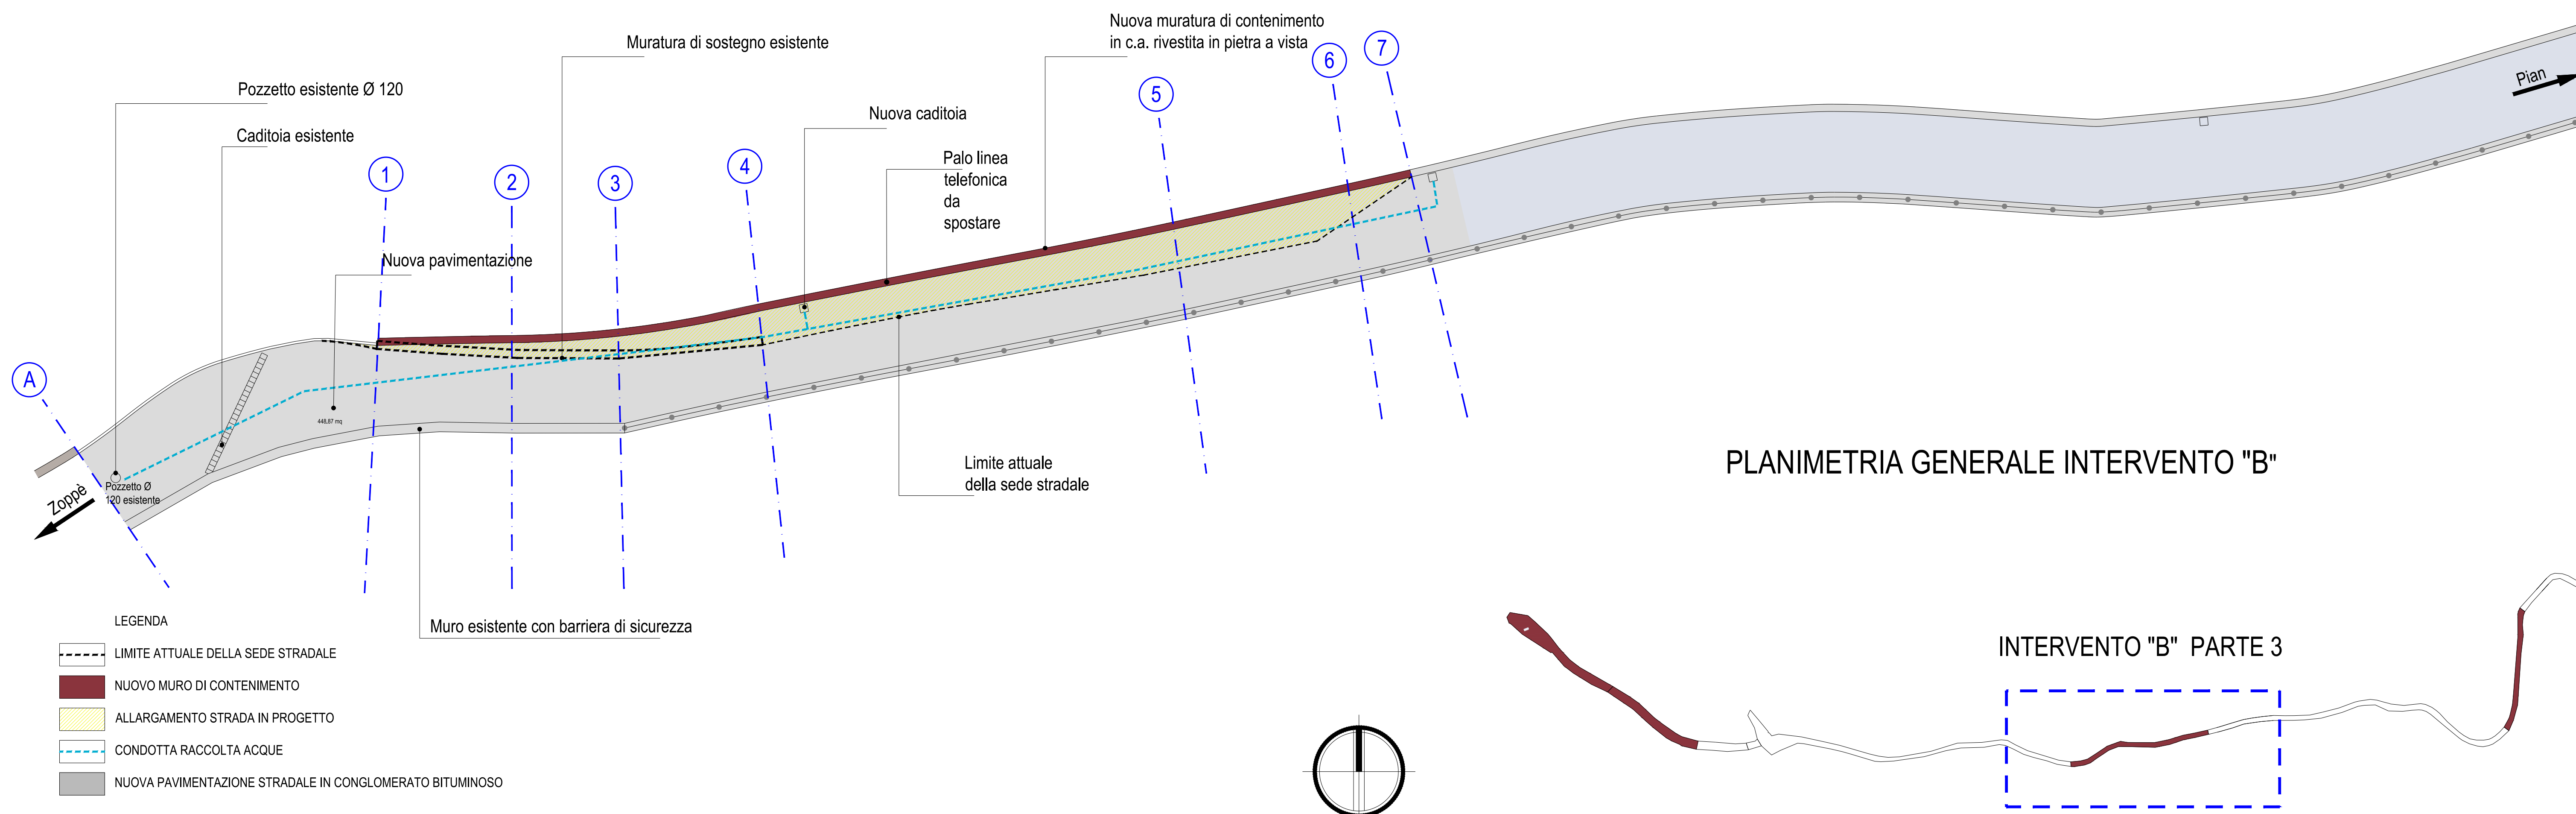 Nuova muratura di contenimento
in c.a. rivestita in pietra a vista
Muratura di sostegno esistente
Pozzetto esistente Ø 120
Caditoia esistente
Nuova caditoia
Palo linea
telefonica
da
spostare
Nuova pavimentazione
448,87 mq
A
1
2
3
4
5
6
7
Pian
Zoppè
Pozzetto Ø
120 esistente
Limite attuale
della sede stradale
Muro esistente con barriera di sicurezza
PLANIMETRIA GENERALE INTERVENTO "B"
INTERVENTO "B" PARTE 3
LEGENDA
LIMITE ATTUALE DELLA SEDE STRADALE
NUOVO MURO DI CONTENIMENTO
ALLARGAMENTO STRADA IN PROGETTO
CONDOTTA RACCOLTA ACQUE
NUOVA PAVIMENTAZIONE STRADALE IN CONGLOMERATO BITUMINOSO